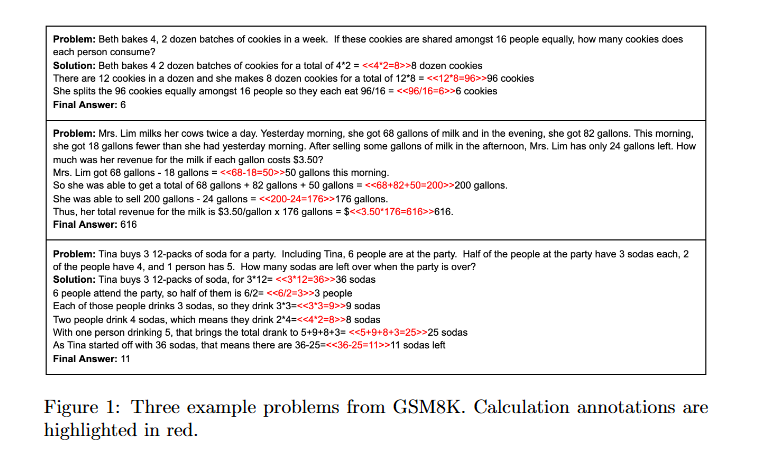 Problem: Beth bakes 4, 2 dozen batches of cookies in a week. If these cookies are shared amongst 16 people equally, how many cookies does
each person consume?
Solution: Beth bakes 4 2 dozen batches of cookies for a total of 4*2 = <<4*2=8>>8 dozen cookies
There are 12 cookies in a dozen and she makes 8 dozen cookies for a total of 12*8 = <<12*8=96>>96 cookies
She splits the 96 cookies equally amongst 16 people so they each eat 96/16 = <<96/16=6>>6 cookies
Final Answer: 6
Problem: Mrs. Lim milks her cows twice a day. Yesterday morning, she got 68 gallons of milk and in the evening, she got 82 gallons. This morning,
she got 18 gallons fewer than she had yesterday morning. After selling some gallons of milk in the afternoon, Mrs. Lim has only 24 gallons left. How
much was her revenue for the milk if each gallon costs $3.50?
Mrs. Lim got 68 gallons - 18 gallons = <<68-18=50>>50 gallons this morning.
So she was able to get a total of 68 gallons + 82 gallons + 50 gallons = <<68+82+50=200>>200 gallons.
She was able to sell 200 gallons - 24 gallons = <<200-24=176>>176 gallons.
Thus, her total revenue for the milk is $3.50/gallon x 176 gallons = $<<3.50*176=616>>616.
Final Answer: 616
Problem: Tina buys 3 12-packs of soda for a party. Including Tina, 6 people are at the party. Half of the people at the party have 3 sodas each, 2
of the people have 4, and 1 person has 5. How many sodas are left over when the party is over?
Solution: Tina buys 3 12-packs of soda, for 3*12= <<3*12=36>>36 sodas
6 people attend the party, so half of them is 6/2= <<6/2=3>>3 people
Each of those people drinks 3 sodas, so they drink 3*3=<<3*3=9>>9 sodas
Two people drink 4 sodas, which means they drink 2*4=<<4*2=8>>8 sodas
With one person drinking 5, that brings the total drank to 5+9+8+3= <<5+9+8+3=25>>25 sodas
As Tina started off with 36 sodas, that means there are 36-25=<<36-25=11>>11 sodas left
Final Answer: 11
Figure 1: Three example problems from GSM8K. Calculation annotations are
highlighted in red.